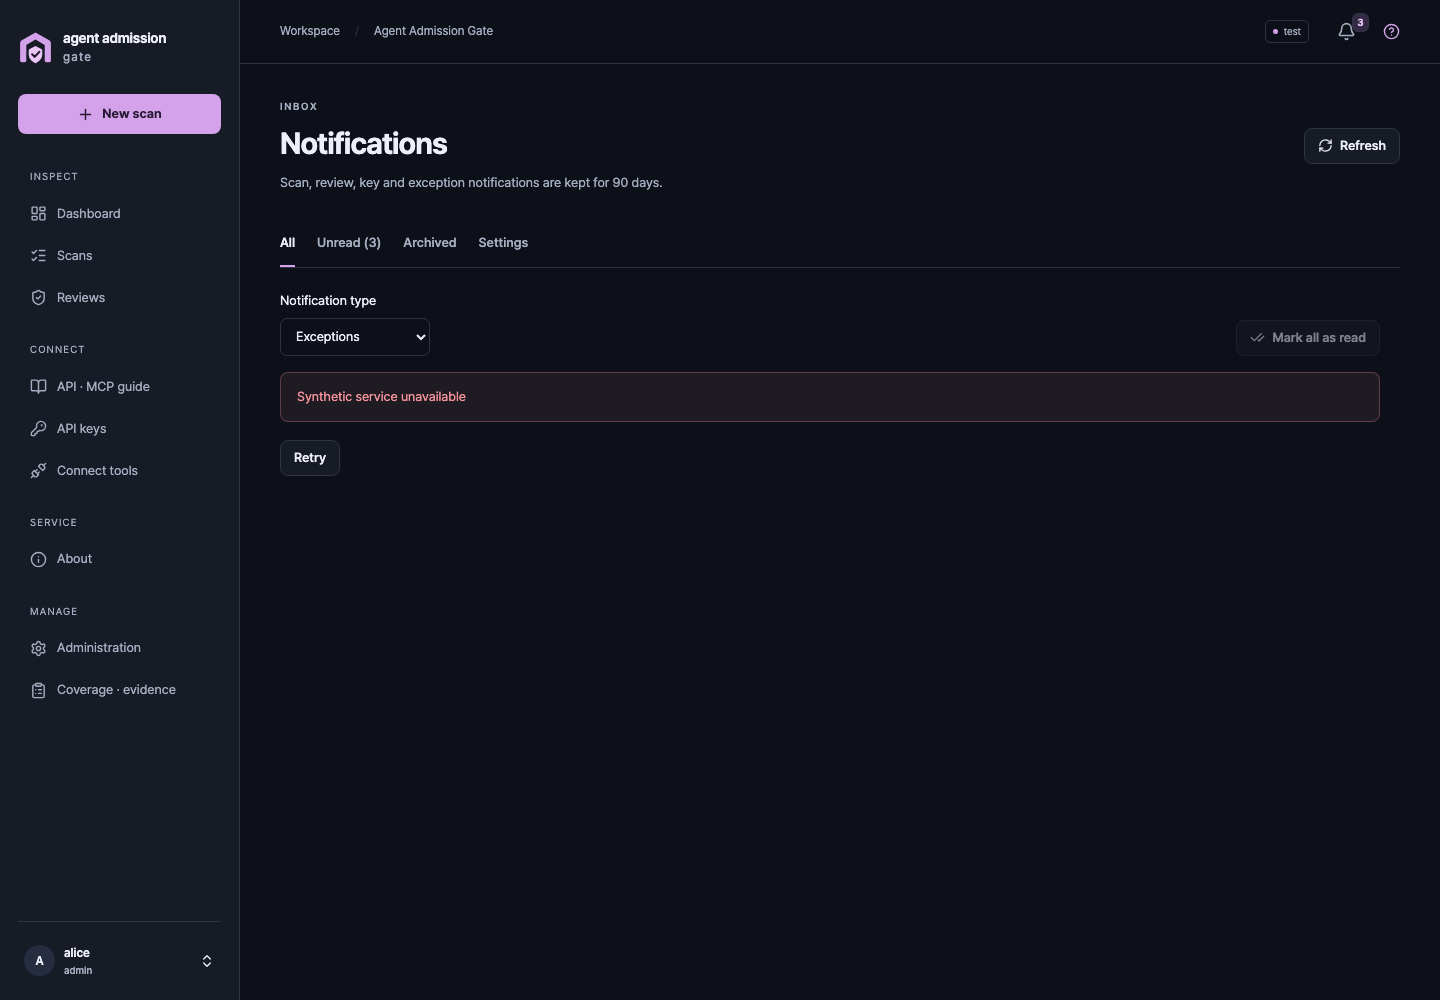 agent admission
gate
New scan
INSPECT
Dashboard
Scans
Reviews
CONNECT
API · MCP guide
API keys
Connect tools
SERVICE
About
MANAGE
Administration
Coverage · evidence
A
alice
admin
Workspace / Agent Admission Gate
test
3
INBOX
Notifications
Refresh
Scan, review, key and exception notifications are kept for 90 days.
All
Unread (3)
Archived
Settings
Notification type
Exceptions
Mark all as read
Synthetic service unavailable
Retry